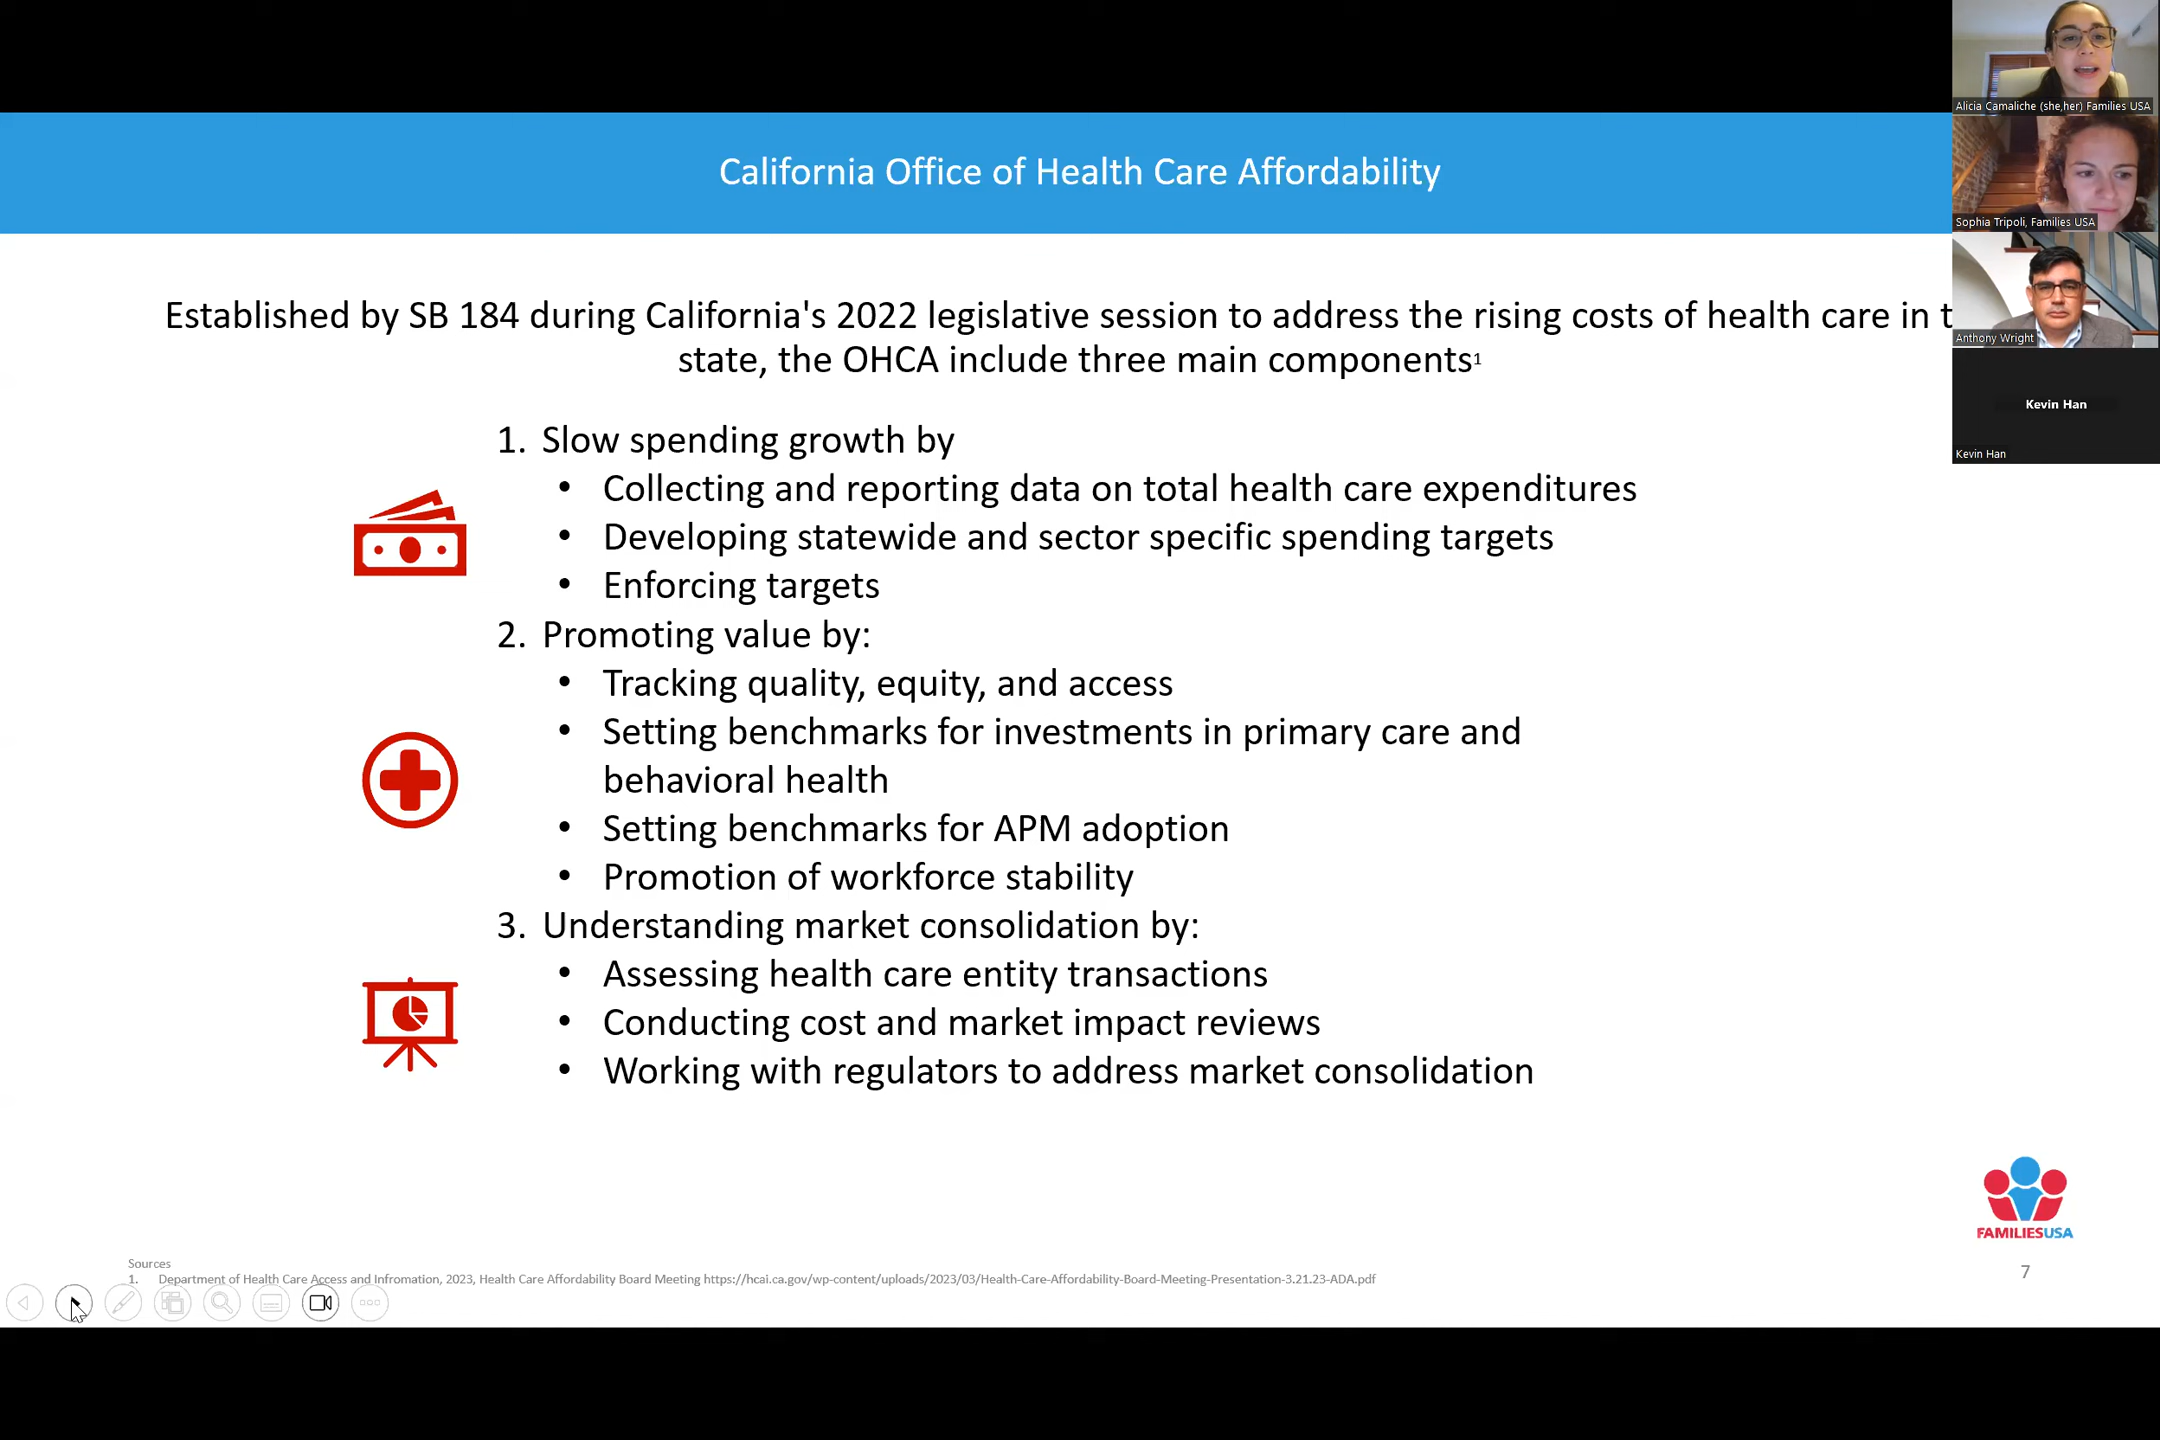 California Office of Health Care Affordability
Established by SB 184 during California's 2022 legislative session to address the rising costs of health care in t
state, the OHCA include three main components1
1. Slow spending growth by
• Collecting and reporting data on total health care expenditures
• Developing statewide and sector specific spending targets
• Enforcing targets
2. Promoting value by:
• Tracking quality, equity, and access
• Setting benchmarks for investments in primary care and
behavioral health
• Setting benchmarks for APM adoption
• Promotion of workforce stability
3. Understanding market consolidation by:
• Assessing health care entity transactions
• Conducting cost and market impact reviews
• Working with regulators to address market consolidation
FAMILIESUSA
Sources
1. Department of Health Care Access and Infromation, 2023, Health Care Affordability Board Meeting https://hcai.ca.gov/wp-content/uploads/2023/03/Health-Care-Affordability-Board-Meeting-Presentation-3.21.23-ADA.pdf
7
Alicia Camaliche (she,her) Families USA
Sophia Tripoli, Families USA
Anthony Wright
Kevin Han
Kevin Han